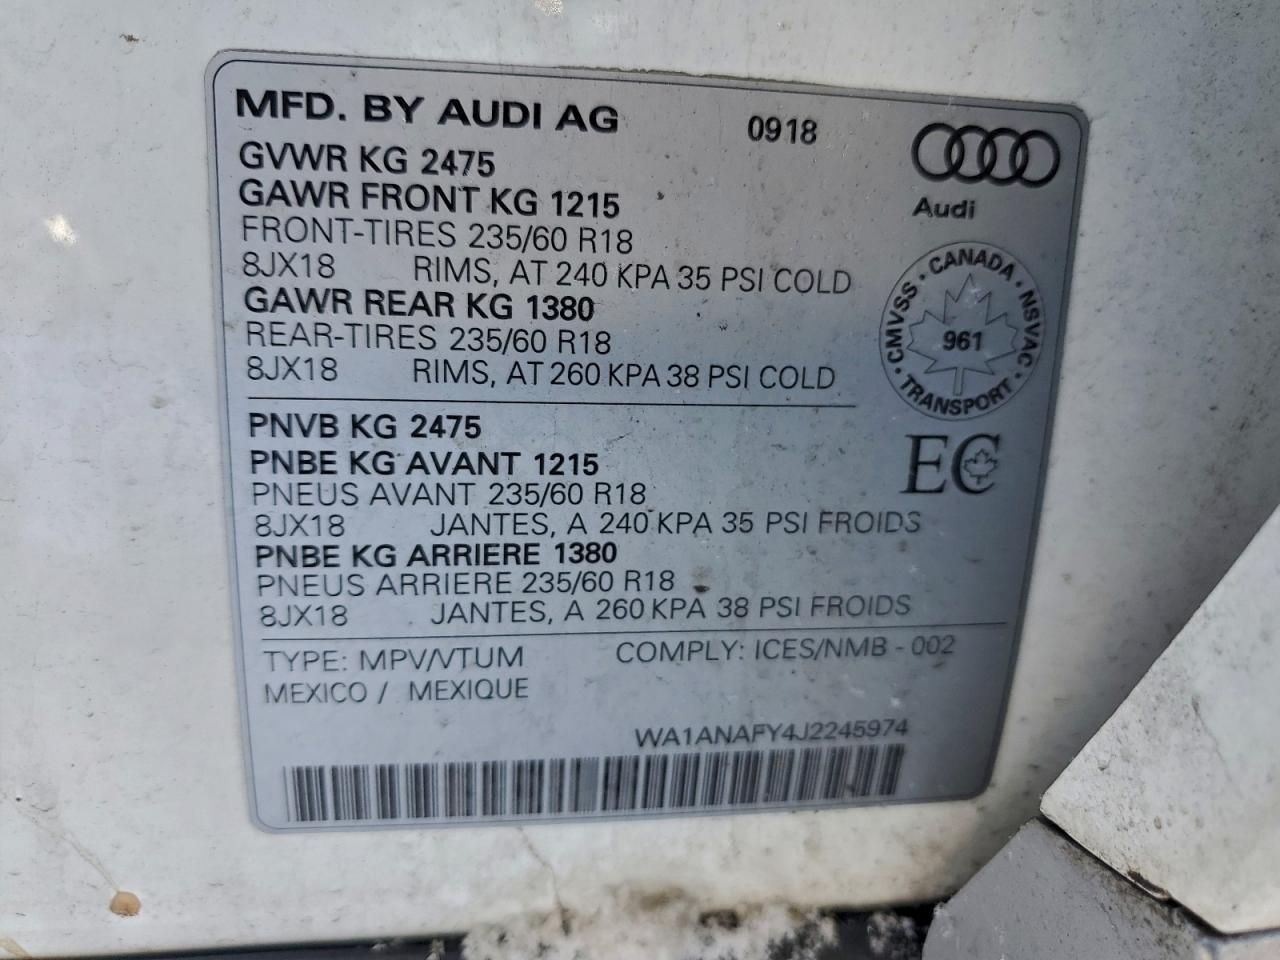 MFD. BY AUDI AG 0918
Audi
GVWR KG 2475
GAWR FRONT KG 1215
FRONT-TIRES 235/60 R18
8JX18 RIMS, AT 240 KPA 35 PSI COLD
GAWR REAR KG 1380
REAR-TIRES 235/60 R18
8JX18 RIMS, AT 260 KPA 38 PSI COLD
CMVSS · CANADA · NSVAC · TRANSPORT ·
961
PNVB KG 2475
PNBE KG AVANT 1215
PNEUS AVANT 235/60 R18
8JX18 JANTES, A 240 KPA 35 PSI FROIDS
PNBE KG ARRIERE 1380
PNEUS ARRIERE 235/60 R18
8JX18 JANTES, A 260 KPA 38 PSI FROIDS
EC
TYPE: MPV/VTUM COMPLY: ICES/NMB - 002
MEXICO / MEXIQUE
WA1ANAFY4J2245974